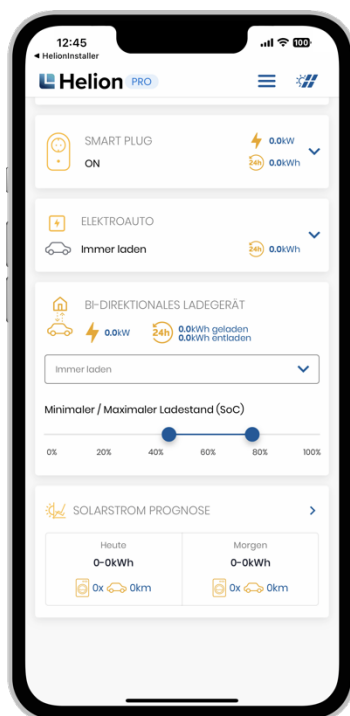 12:45
100
◀ HelionInstaller
Helion PRO
SMART PLUG
ON
0.0kW
24h 0.0kWh
ELEKTROAUTO
Immer laden
24h 0.0kWh
BI-DIREKTIONALES LADEGERÄT
0.0kW
24h
0.0kWh geladen
0.0kWh entladen
Immer laden
Minimaler / Maximaler Ladestand (SoC)
0% 20% 40% 60% 80% 100%
SOLARSTROM PROGNOSE
Heute
0-0kWh
0x 0km
Morgen
0-0kWh
0x 0km